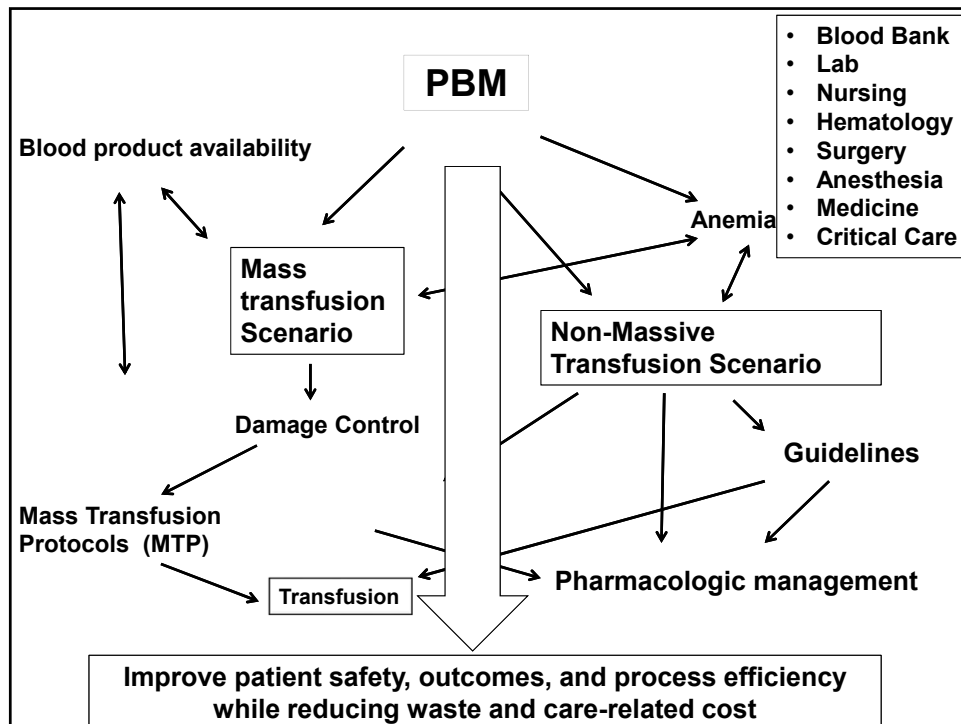 PBM
• Blood Bank
• Lab
• Nursing
• Hematology
• Surgery
• Anesthesia
• Medicine
• Critical Care
Blood product availability
Anemia
Mass
transfusion
Scenario
Non-Massive
Transfusion Scenario
Damage Control
Guidelines
Mass Transfusion
Protocols (MTP)
Transfusion
Pharmacologic management
Improve patient safety, outcomes, and process efficiency
while reducing waste and care-related cost